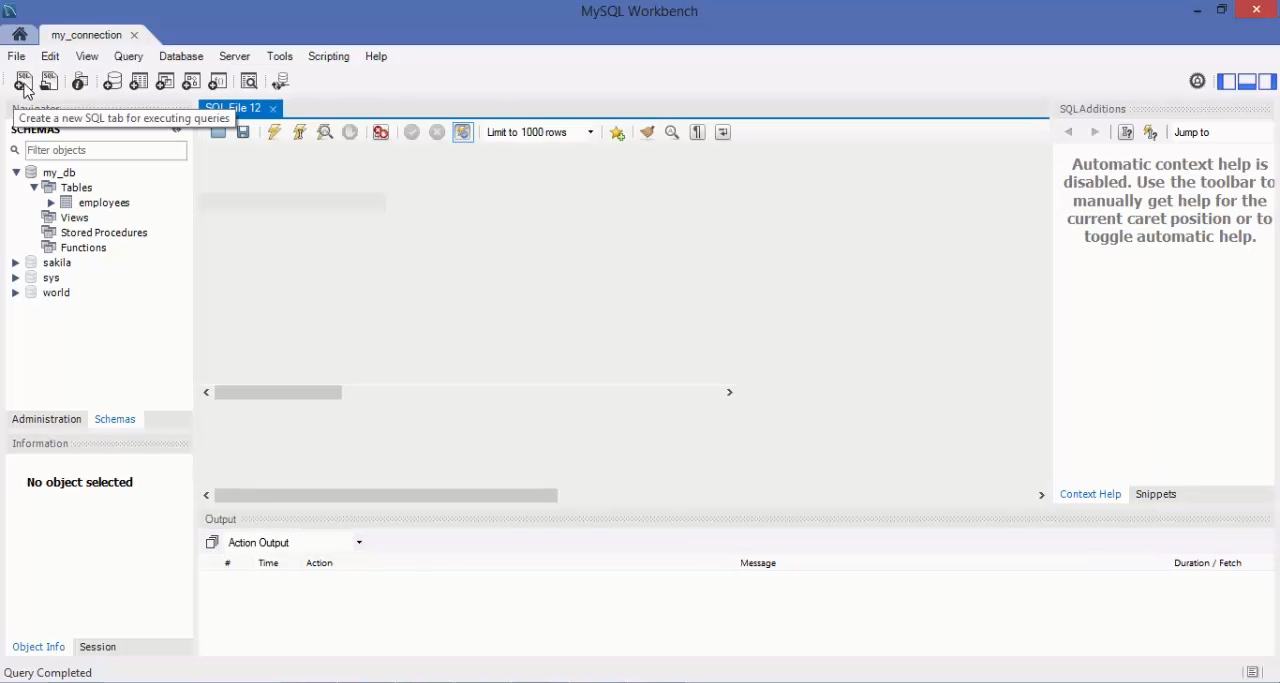 MySQL Workbench
my_connection
File Edit View Query Database Server Tools Scripting Help
Create a new SQL tab for executing queries
SQL File 12
SQLAdditions
SCHEMAS
Limit to 1000 rows
Jump to
Filter objects
my_db
Tables
employees
Views
Stored Procedures
Functions
sakila
sys
world
Automatic context help is
disabled. Use the toolbar to
manually get help for the
current caret position or to
toggle automatic help.
Administration Schemas
Information
No object selected
Context Help Snippets
Output
Action Output
# Time Action Message Duration / Fetch
Object Info Session
Query Completed